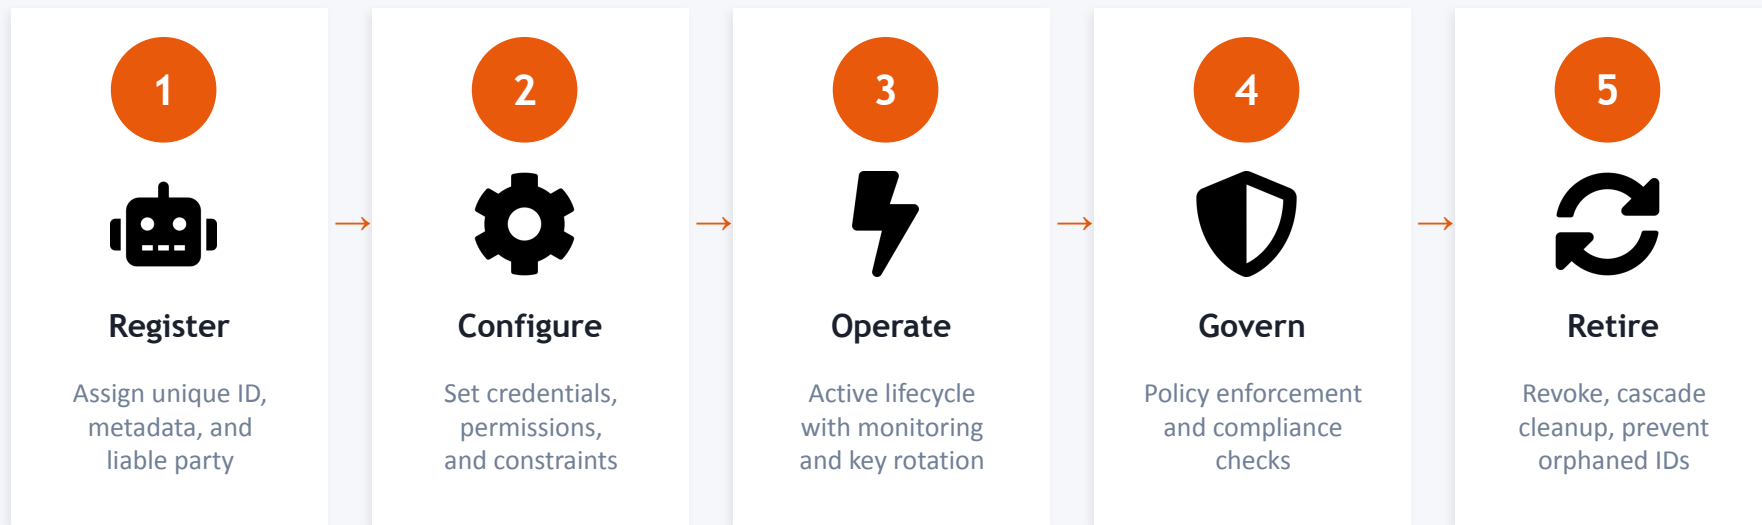 1
Register
Assign unique ID,
metadata, and
liable party
→
2
Configure
Set credentials,
permissions,
and constraints
→
3
Operate
Active lifecycle
with monitoring
and key rotation
→
4
Govern
Policy enforcement
and compliance
checks
→
5
Retire
Revoke, cascade
cleanup, prevent
orphaned IDs